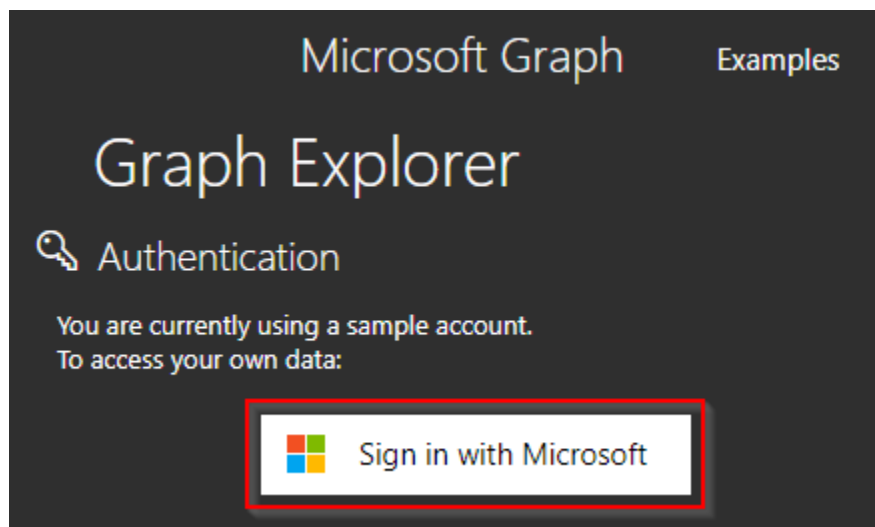 Microsoft Graph Examples
Graph Explorer
Authentication
You are currently using a sample account.
To access your own data:
Sign in with Microsoft